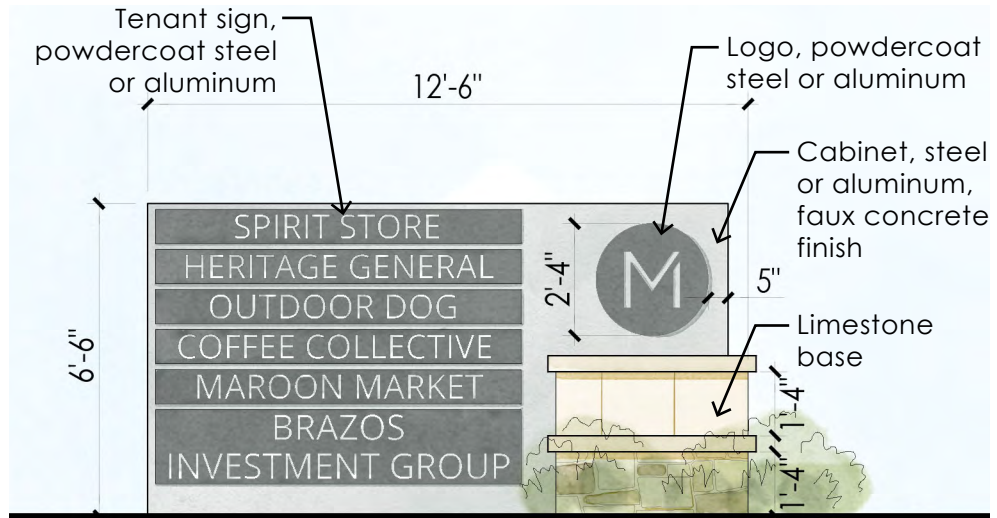 Tenant sign,
powdercoat steel
or aluminum
Logo, powdercoat
steel or aluminum
12'-6"
Cabinet, steel
or aluminum,
faux concrete
finish
SPIRIT STORE
HERITAGE GENERAL
OUTDOOR DOG
COFFEE COLLECTIVE
MAROON MARKET
BRAZOS
INVESTMENT GROUP
M
2'-4"
5"
6'-6"
Limestone
base
1'-4"
1'-4"